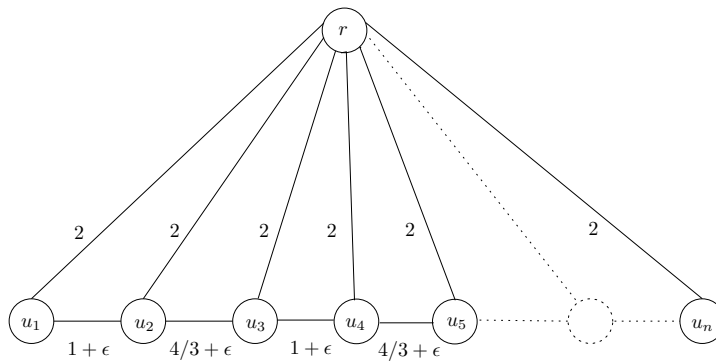 r
2 2 2 2 2 2
u₁ u₂ u₃ u₄ u₅ uₙ
1 + ϵ 4/3 + ϵ 1 + ϵ 4/3 + ϵ